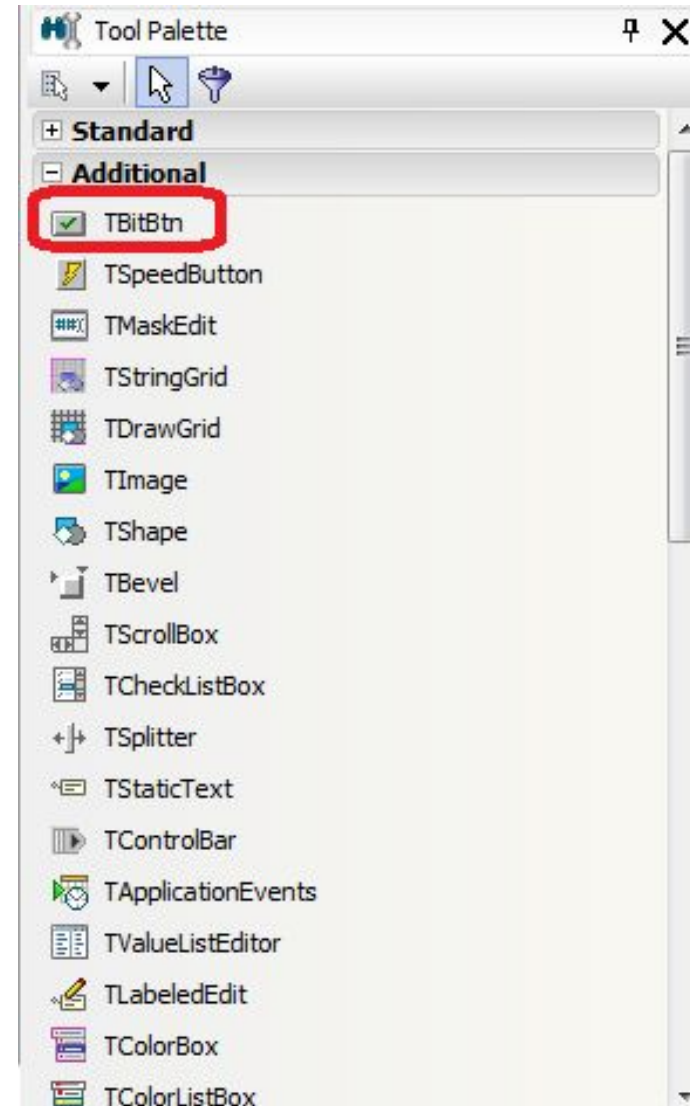 Tool Palette
Standard
Additional
TBitBtn
TSpeedButton
TMaskEdit
TStringGrid
TDrawGrid
TImage
TShape
TBevel
TScrollBox
TCheckListBox
TSplitter
TStaticText
TControlBar
TApplicationEvents
TValueListEditor
TLabeledEdit
TColorBox
TColorListBox